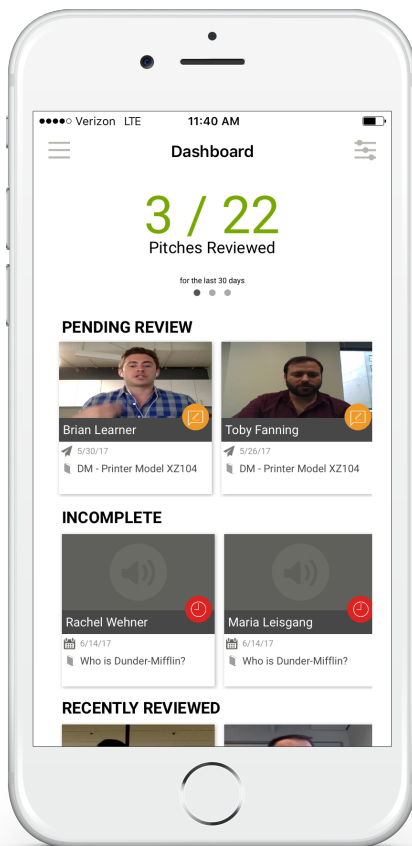 Verizon LTE 11:40 AM
Dashboard
3 / 22
Pitches Reviewed
for the last 30 days
PENDING REVIEW
Brian Learner Toby Fanning
5/30/17 5/26/17
DM - Printer Model XZ104 DM - Printer Model XZ104
INCOMPLETE
Rachel Wehner Maria Leisgang
6/14/17 6/14/17
Who is Dunder-Mifflin? Who is Dunder-Mifflin?
RECENTLY REVIEWED